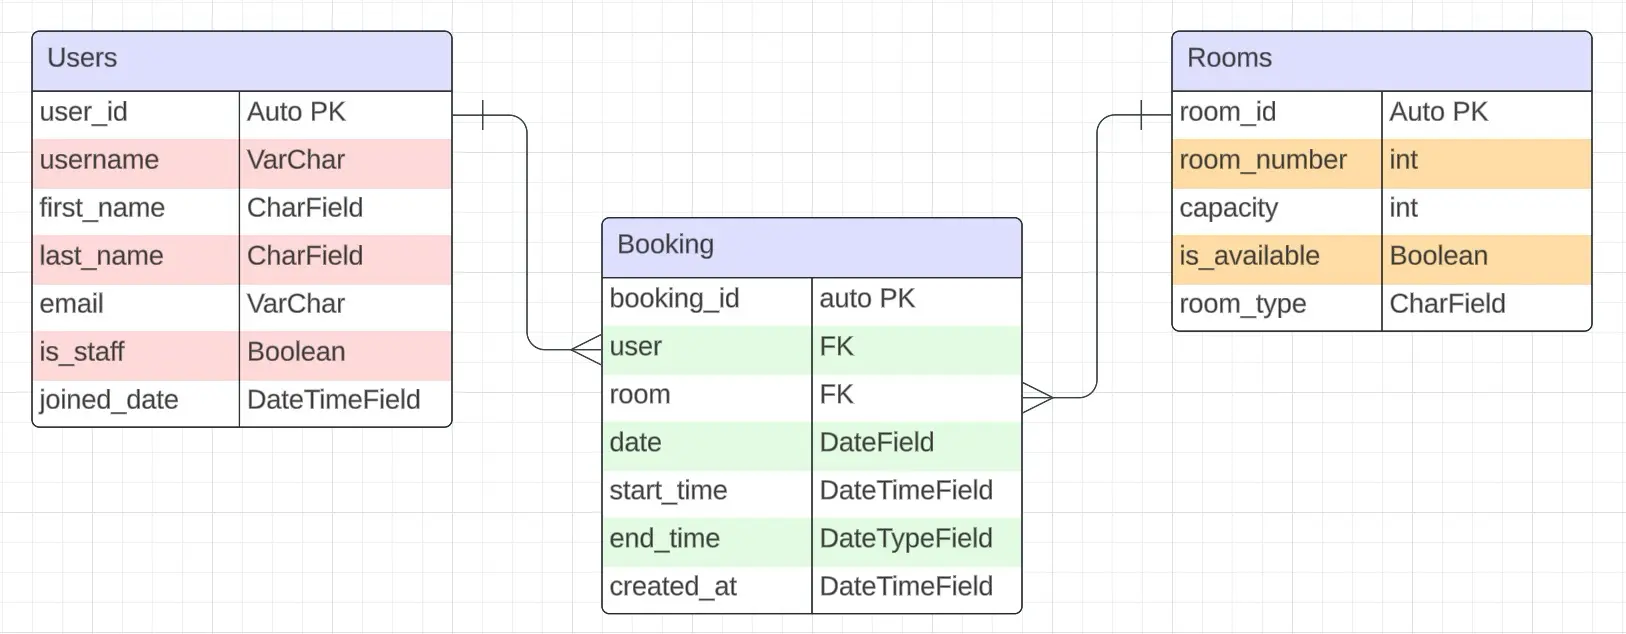 Users
user_id Auto PK
username VarChar
first_name CharField
last_name CharField
email VarChar
is_staff Boolean
joined_date DateTimeField
Booking
booking_id auto PK
user FK
room FK
date DateField
start_time DateTimeField
end_time DateTypeField
created_at DateTimeField
Rooms
room_id Auto PK
room_number int
capacity int
is_available Boolean
room_type CharField